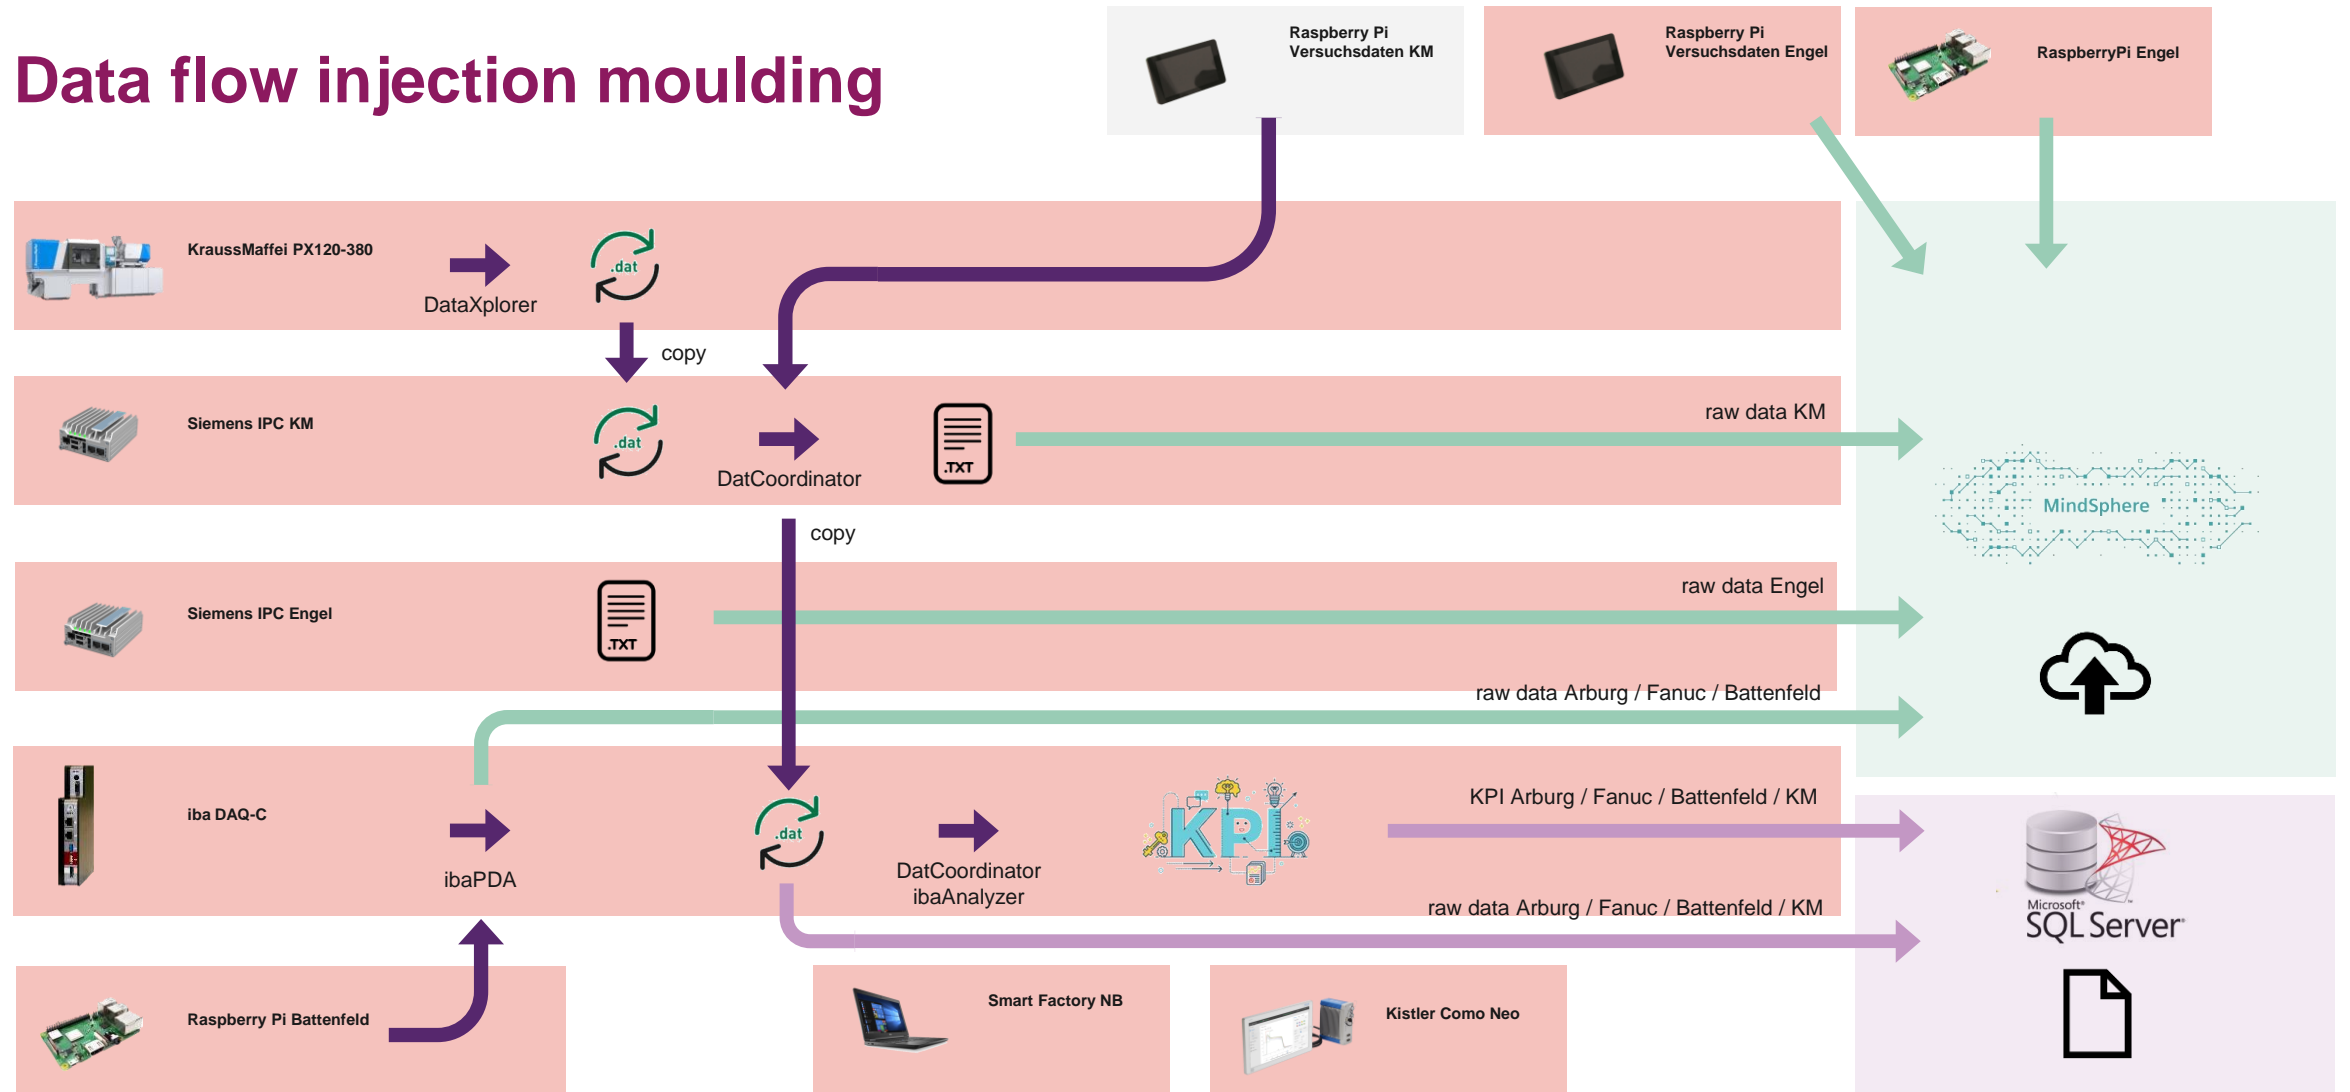 Data flow injection moulding
Raspberry Pi
Versuchsdaten KM
Raspberry Pi
Versuchsdaten Engel
RaspberryPi Engel
KraussMaffei PX120-380
DataXplorer
.dat
copy
Siemens IPC KM
.dat
DatCoordinator
.TXT
raw data KM
MindSphere
copy
Siemens IPC Engel
.TXT
raw data Engel
raw data Arburg / Fanuc / Battenfeld
iba DAQ-C
ibaPDA
.dat
DatCoordinator
ibaAnalyzer
KPI
KPI Arburg / Fanuc / Battenfeld / KM
raw data Arburg / Fanuc / Battenfeld / KM
Microsoft®
SQL Server
Raspberry Pi Battenfeld
Smart Factory NB
Kistler Como Neo